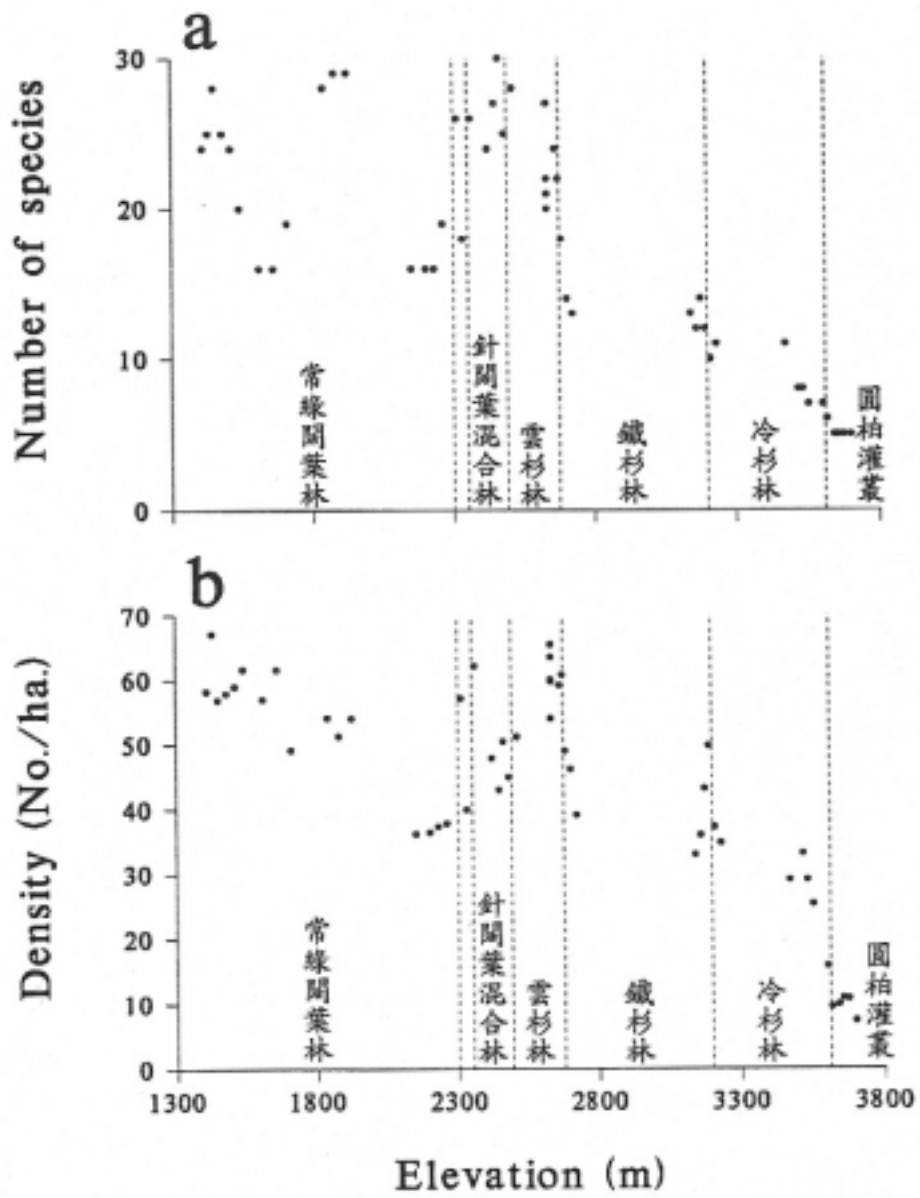 a
Number of species
30
20
10
0
常綠闊葉林
針闊葉混合林
雲杉林
鐵杉林
冷杉林
圓柏灌叢
b
Density (No./ha.)
70
60
50
40
30
20
10
0
常綠闊葉林
針闊葉混合林
雲杉林
鐵杉林
冷杉林
圓柏灌叢
1300 1800 2300 2800 3300 3800
Elevation (m)